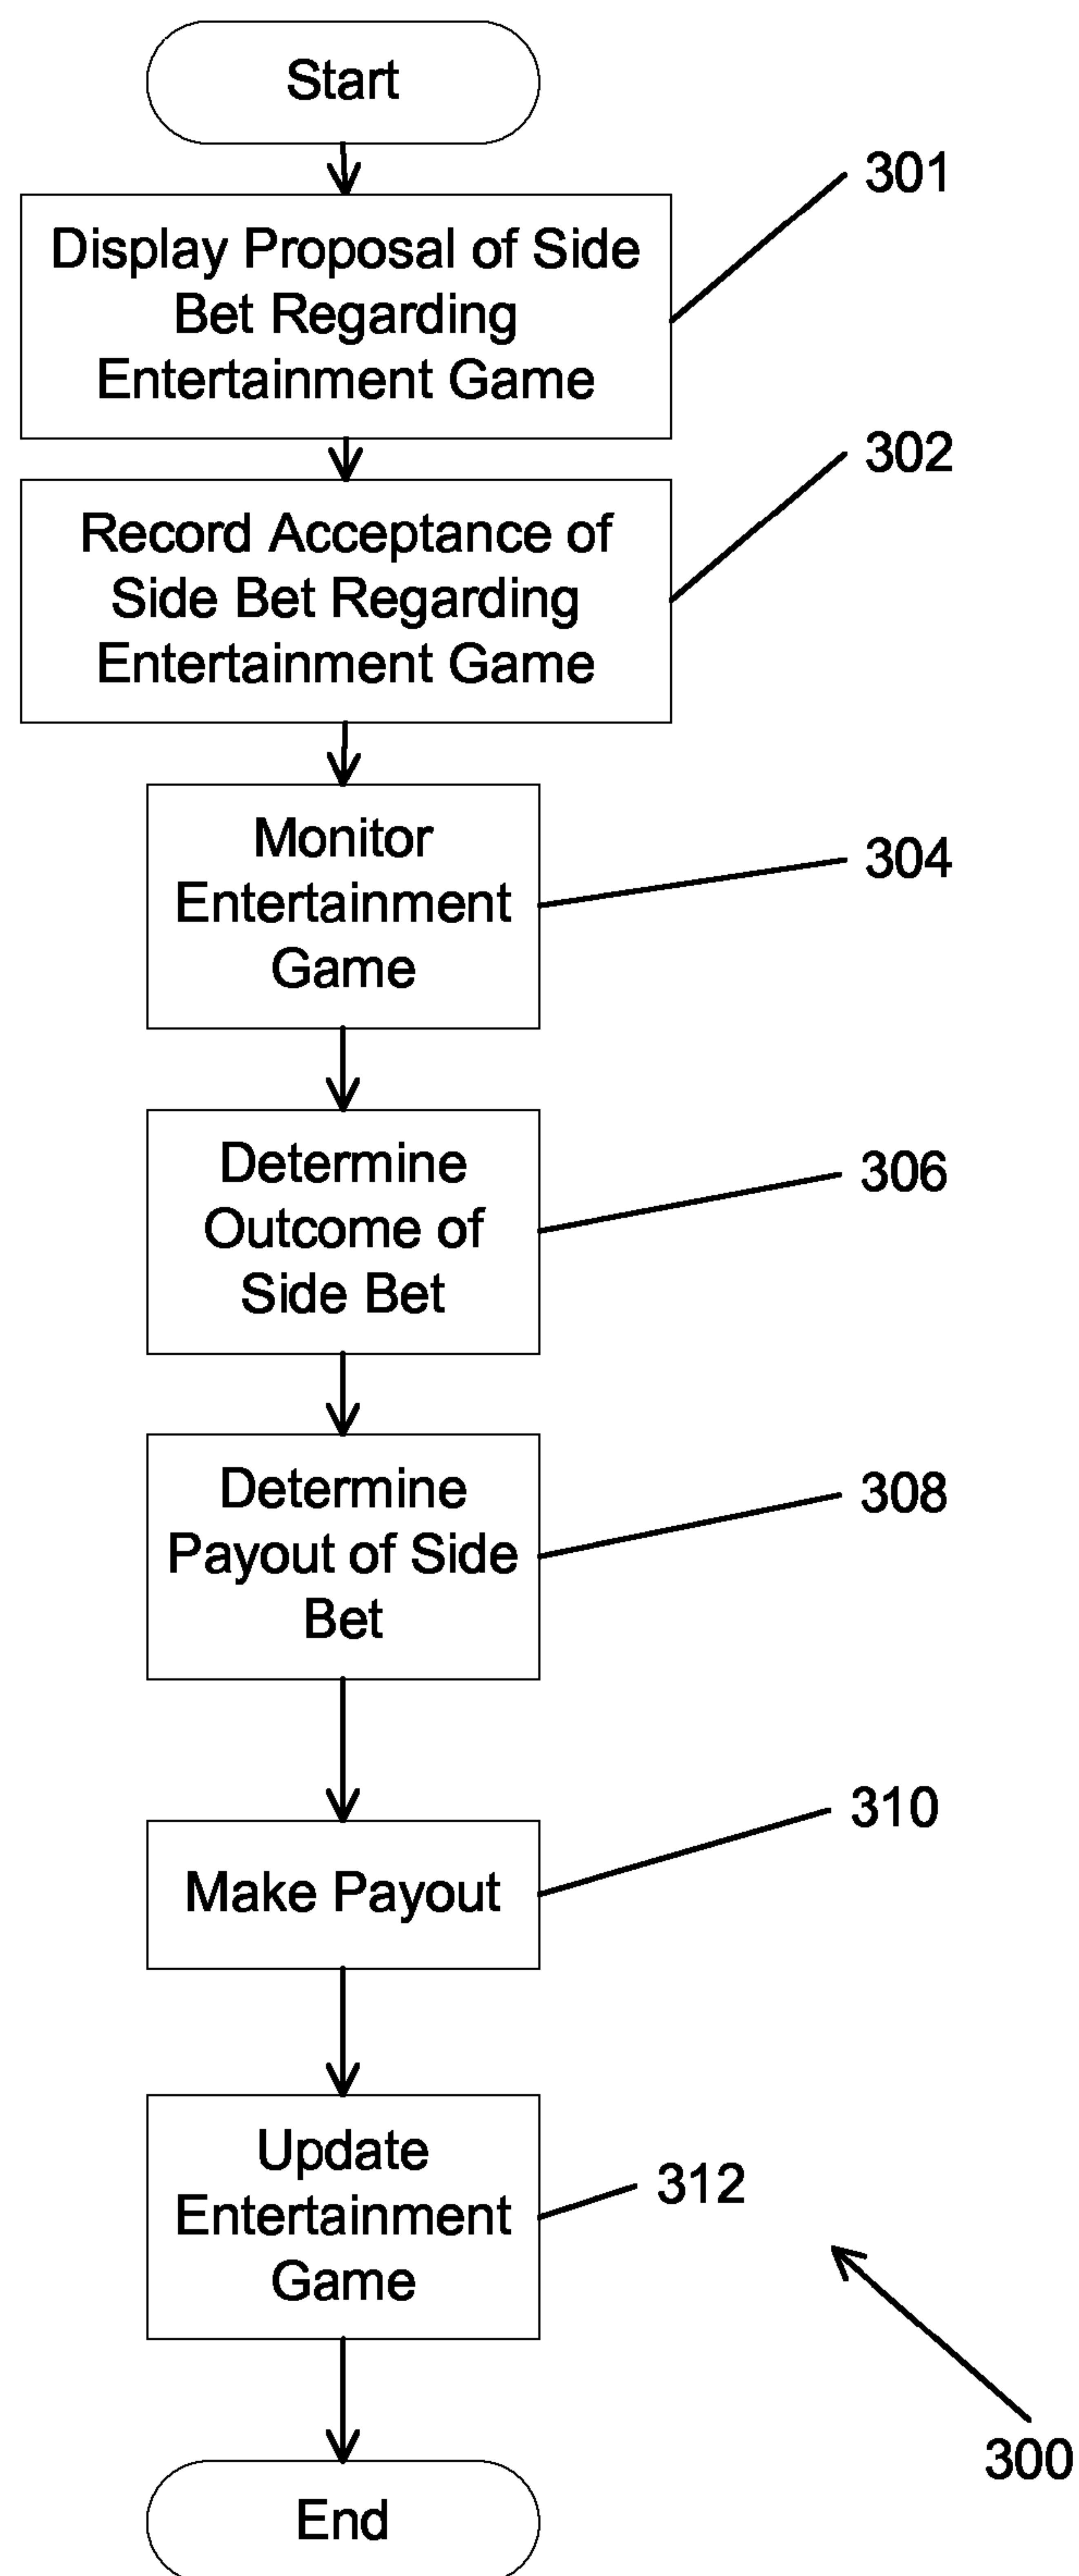 Start
301
Display Proposal of Side
Bet Regarding
Entertainment Game
302
Record Acceptance of
Side Bet Regarding
Entertainment Game
Monitor
304
Entertainment
Game
Determine
306
Outcome of
Side Bet
Determine
308
Payout of Side
Bet
310
Make Payout
Update
312
Entertainment
Game
300
End